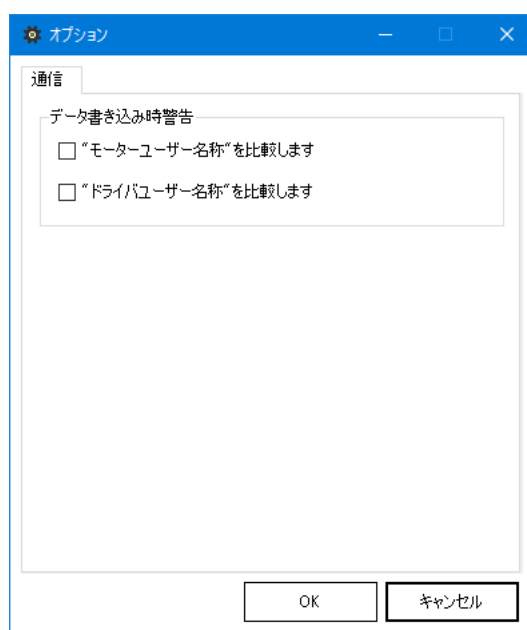 オプション
通信
データ書き込み時警告
"モーターユーザー名称"を比較します
"ドライバユーザー名称"を比較します
OK
キャンセル